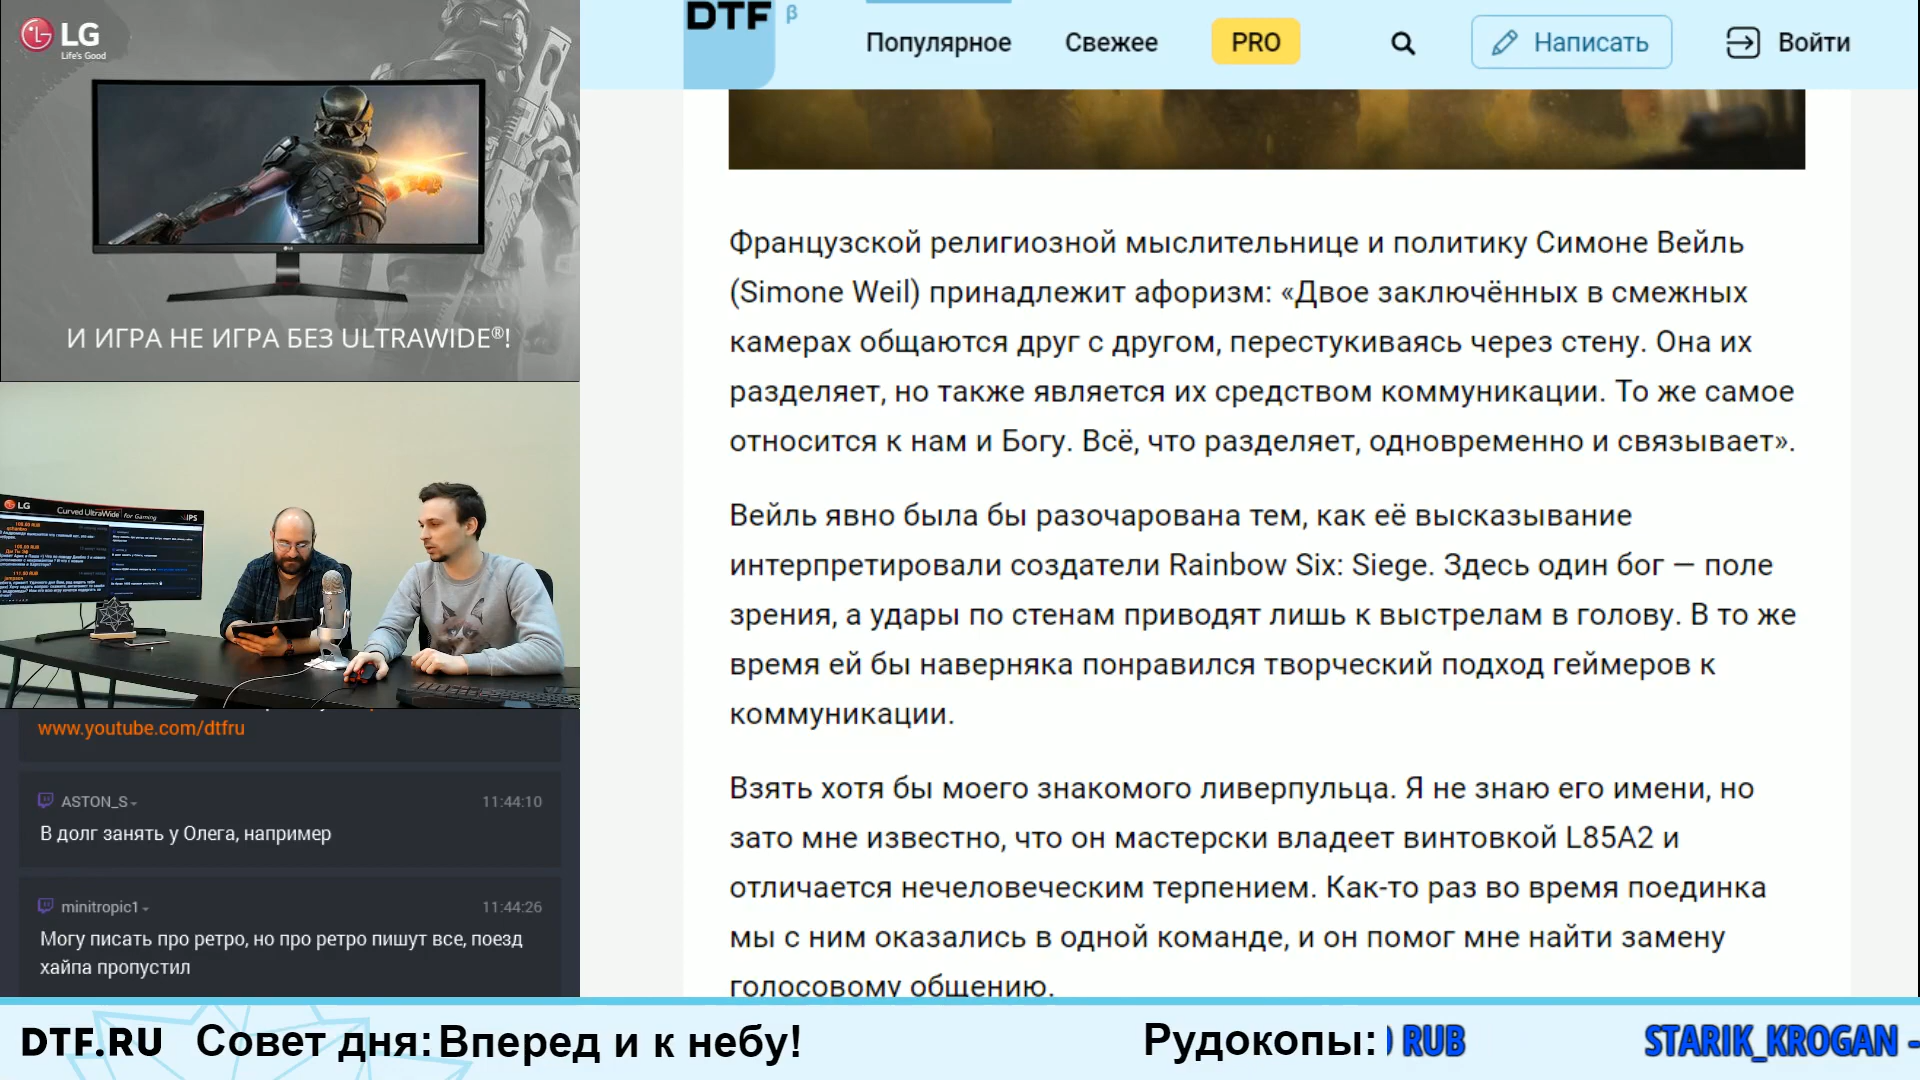 LG
Life's Good
И ИГРА НЕ ИГРА БЕЗ ULTRAWIDE®!
LG
Curved UltraWide for Gaming
IPS
www.youtube.com/dtfru
ASTON_S
11:44:10
В долг занять у Олега, например
minitropic1
11:44:26
Могу писать про ретро, но про ретро пишут все, поезд
хайпа пропустил
DTF β
Популярное
Свежее
PRO
Написать
Войти
Французской религиозной мыслительнице и политику Симоне Вейль
(Simone Weil) принадлежит афоризм: «Двое заключённых в смежных
камерах общаются друг с другом, перестукиваясь через стену. Она их
разделяет, но также является их средством коммуникации. То же самое
относится к нам и Богу. Всё, что разделяет, одновременно и связывает».
Вейль явно была бы разочарована тем, как её высказывание
интерпретировали создатели Rainbow Six: Siege. Здесь один бог — поле
зрения, а удары по стенам приводят лишь к выстрелам в голову. В то же
время ей бы наверняка понравился творческий подход геймеров к
коммуникации.
Взять хотя бы моего знакомого ливерпульца. Я не знаю его имени, но
зато мне известно, что он мастерски владеет винтовкой L85A2 и
отличается нечеловеческим терпением. Как-то раз во время поединка
мы с ним оказались в одной команде, и он помог мне найти замену
голосовому общению.
DTF.RU
Совет дня: Вперед и к небу!
Рудокопы:
RUB
STARIK_KROGAN -